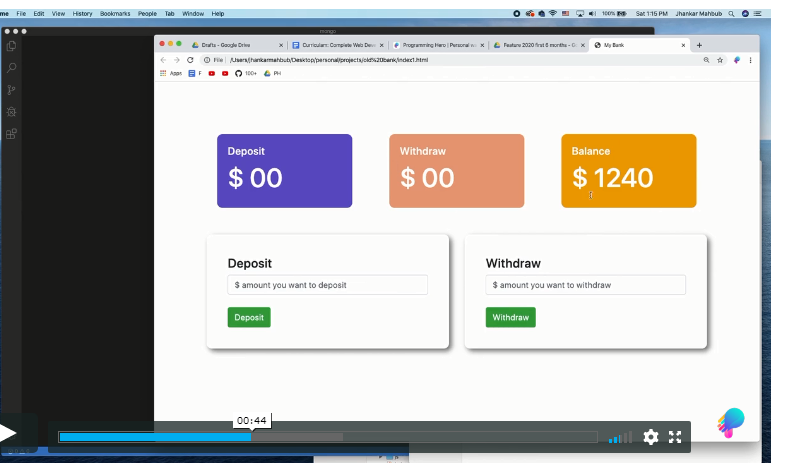 me File Edit View History Bookmarks People Tab Window Help 100% Sat 1:15 PM Jhankar Mahbub
mongo
Drafts - Google Drive × Curriculum: Complete Web Deve × Programming Hero | Personal w × Feature 2020 first 6 months - G × My Bank × +
File | /Users/jhankarmahbub/Desktop/personal/projects/old%20bank/index1.html
Apps F 100+ PH
Deposit Withdraw Balance
$ 00 $ 00 $ 1240
Deposit Withdraw
$ amount you want to deposit $ amount you want to withdraw
Deposit Withdraw
00:44